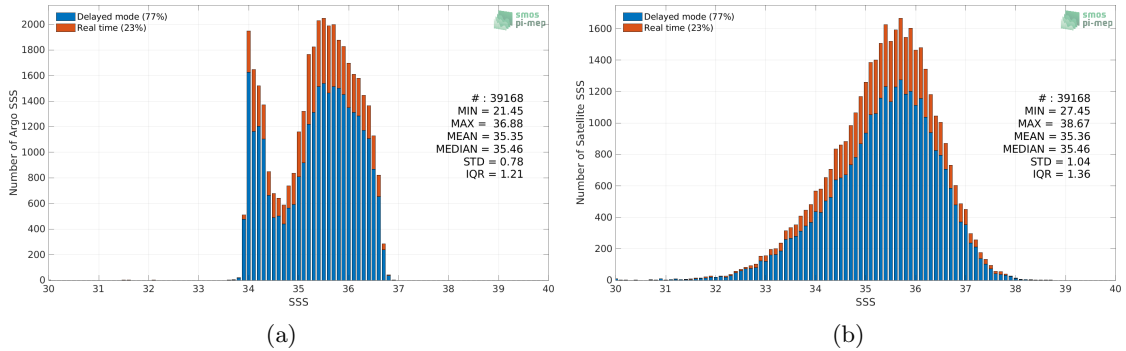 Delayed mode (77%)
Real time (23%)
smos
pi-mep
Number of Argo SSS
2000
1800
1600
1400
1200
1000
800
600
400
200
0
# : 39168
MIN = 21.45
MAX = 36.88
MEAN = 35.35
MEDIAN = 35.46
STD = 0.78
IQR = 1.21
30 31 32 33 34 35 36 37 38 39 40
SSS
(a)
Delayed mode (77%)
Real time (23%)
smos
pi-mep
Number of Satellite SSS
1600
1400
1200
1000
800
600
400
200
0
# : 39168
MIN = 27.45
MAX = 38.67
MEAN = 35.36
MEDIAN = 35.46
STD = 1.04
IQR = 1.36
30 31 32 33 34 35 36 37 38 39 40
SSS
(b)